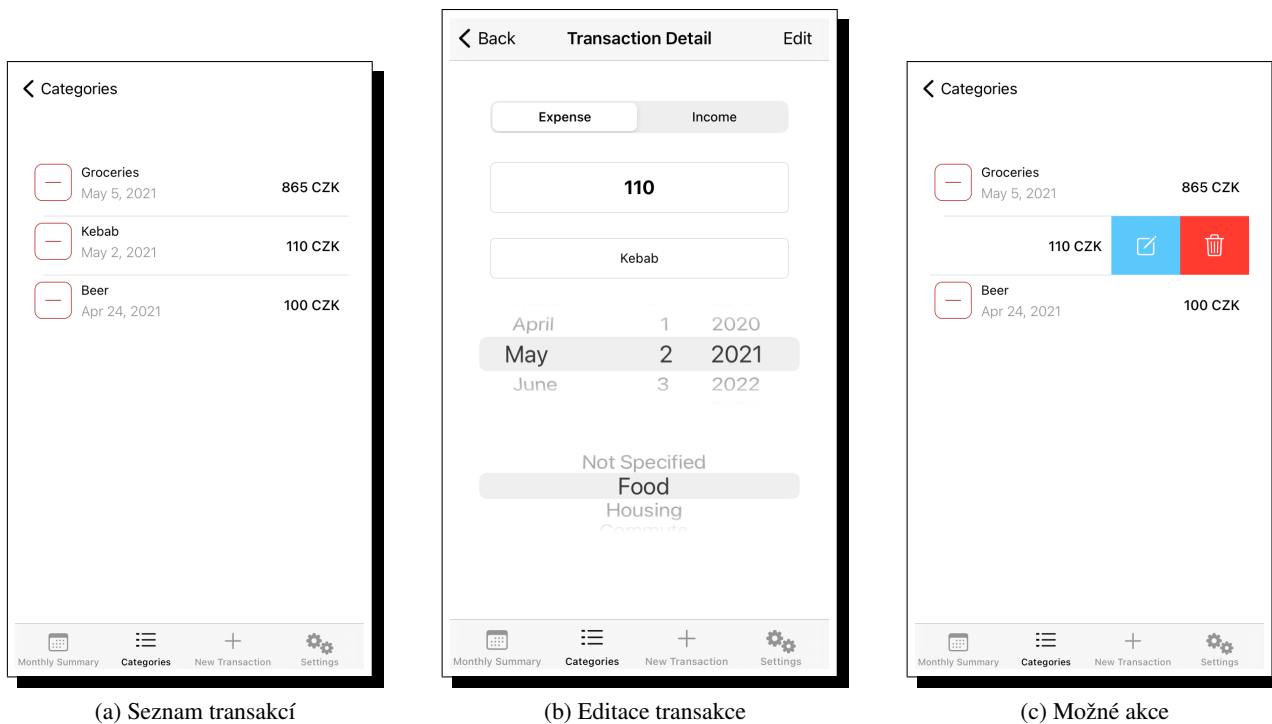 Categories
Groceries
May 5, 2021
865 CZK
Kebab
May 2, 2021
110 CZK
Beer
Apr 24, 2021
100 CZK
Monthly Summary Categories New Transaction Settings
(a) Seznam transakcí
Back Transaction Detail Edit
Expense Income
110
Kebab
April 1 2020
May 2 2021
June 3 2022
Not Specified
Food
Housing
Commute
Monthly Summary Categories New Transaction Settings
(b) Editace transakce
Categories
Groceries
May 5, 2021
865 CZK
110 CZK
Beer
Apr 24, 2021
100 CZK
Monthly Summary Categories New Transaction Settings
(c) Možné akce